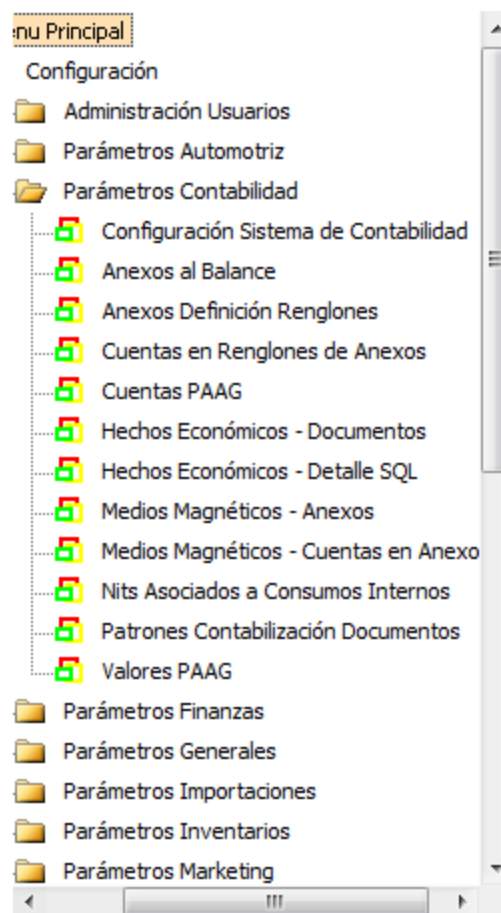 enu Principal
Configuración
Administración Usuarios
Parámetros Automotriz
Parámetros Contabilidad
Configuración Sistema de Contabilidad
Anexos al Balance
Anexos Definición Renglones
Cuentas en Renglones de Anexos
Cuentas PAAG
Hechos Económicos - Documentos
Hechos Económicos - Detalle SQL
Medios Magnéticos - Anexos
Medios Magnéticos - Cuentas en Anexo
Nits Asociados a Consumos Internos
Patrones Contabilización Documentos
Valores PAAG
Parámetros Finanzas
Parámetros Generales
Parámetros Importaciones
Parámetros Inventarios
Parámetros Marketing